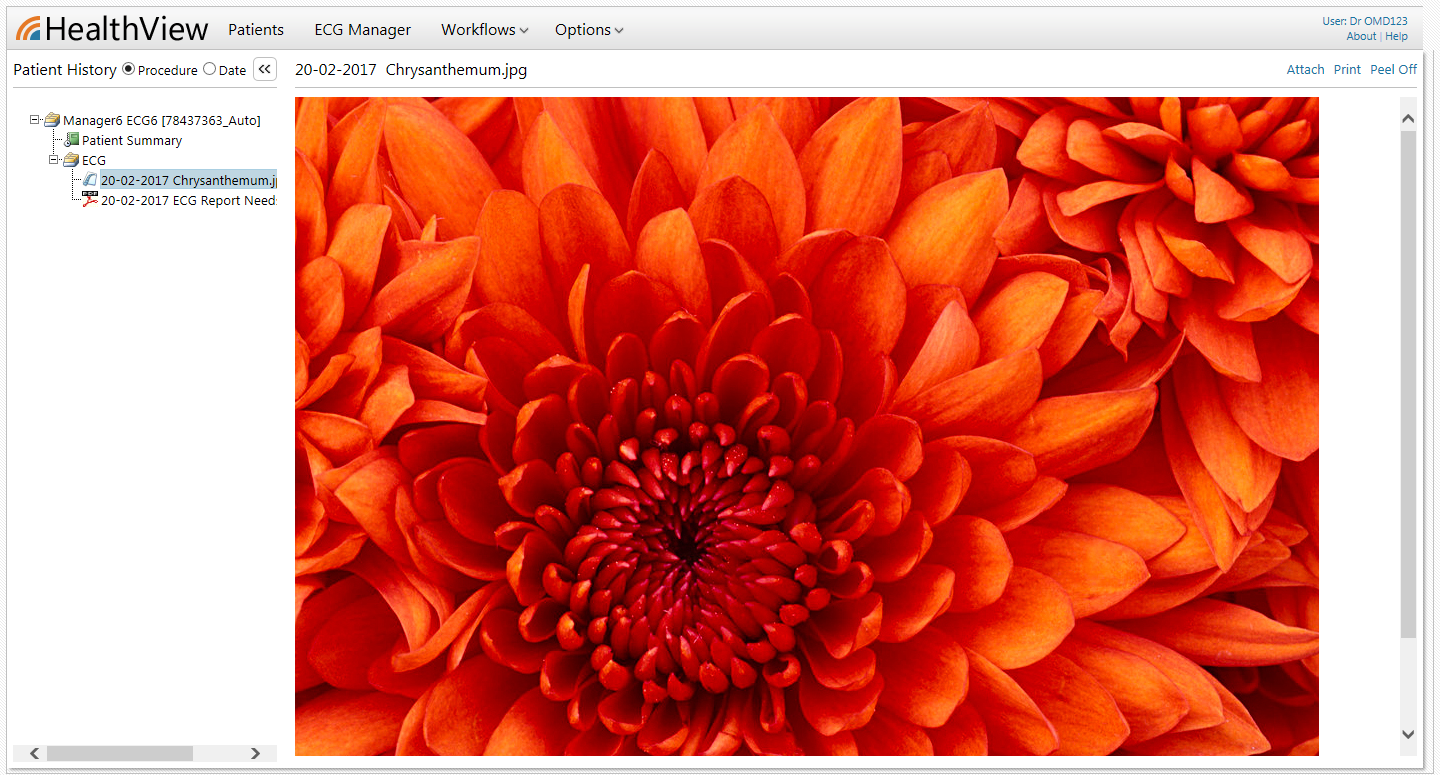 HealthView Patients ECG Manager Workflows Options
User: Dr OMD123
About | Help
Patient History Procedure Date <<
20-02-2017 Chrysanthemum.jpg
Attach Print Peel Off
Manager6 ECG6 [78437363_Auto]
Patient Summary
ECG
20-02-2017 Chrysanthemum.j
PDF
20-02-2017 ECG Report Need